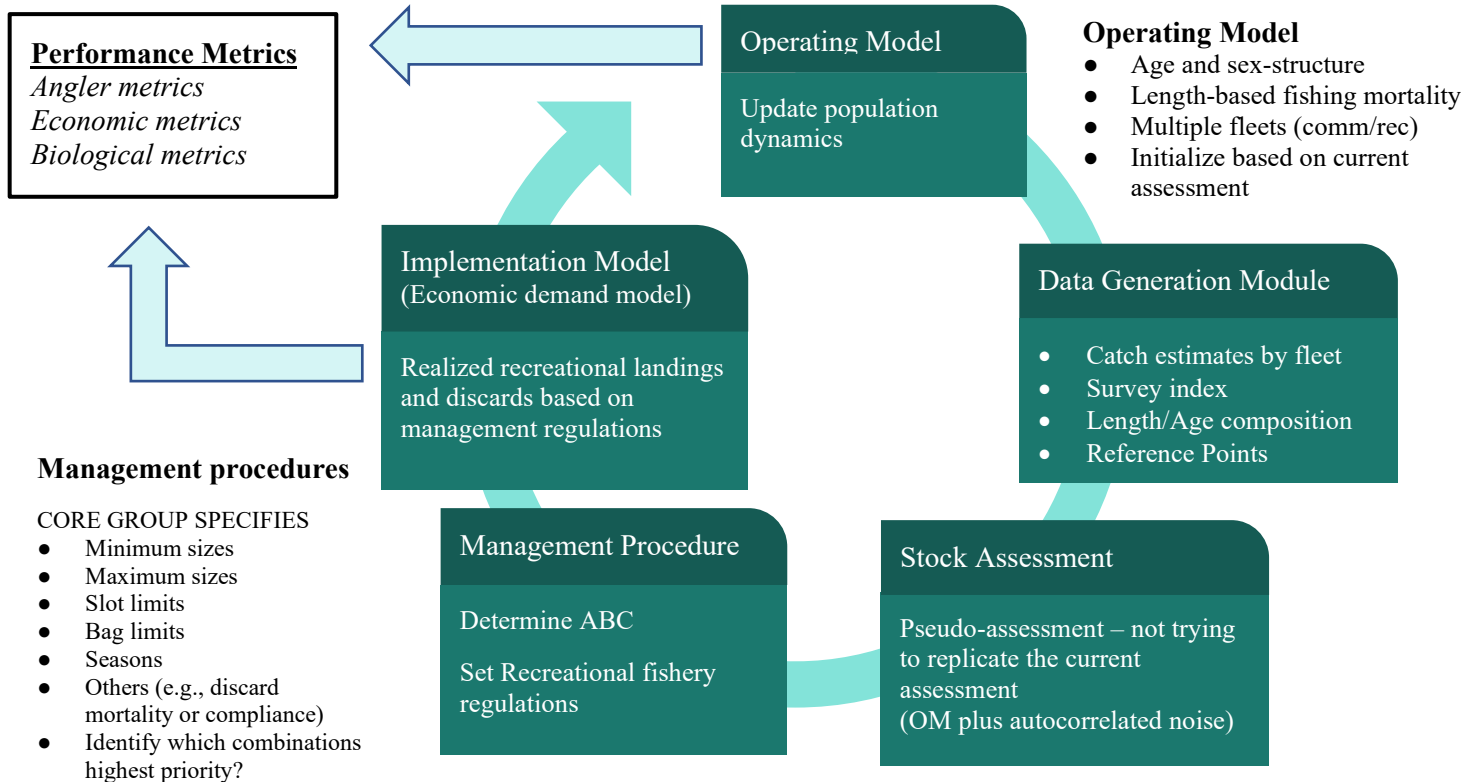 Performance Metrics
Angler metrics
Economic metrics
Biological metrics
Operating Model
Update population
dynamics
Operating Model
● Age and sex-structure
● Length-based fishing mortality
● Multiple fleets (comm/rec)
● Initialize based on current
assessment
Implementation Model
(Economic demand model)
Realized recreational landings
and discards based on
management regulations
Data Generation Module
• Catch estimates by fleet
• Survey index
• Length/Age composition
• Reference Points
Management procedures
CORE GROUP SPECIFIES
● Minimum sizes
● Maximum sizes
● Slot limits
● Bag limits
● Seasons
● Others (e.g., discard
mortality or compliance)
● Identify which combinations
highest priority?
Management Procedure
Determine ABC
Set Recreational fishery
regulations
Stock Assessment
Pseudo-assessment – not trying
to replicate the current
assessment
(OM plus autocorrelated noise)